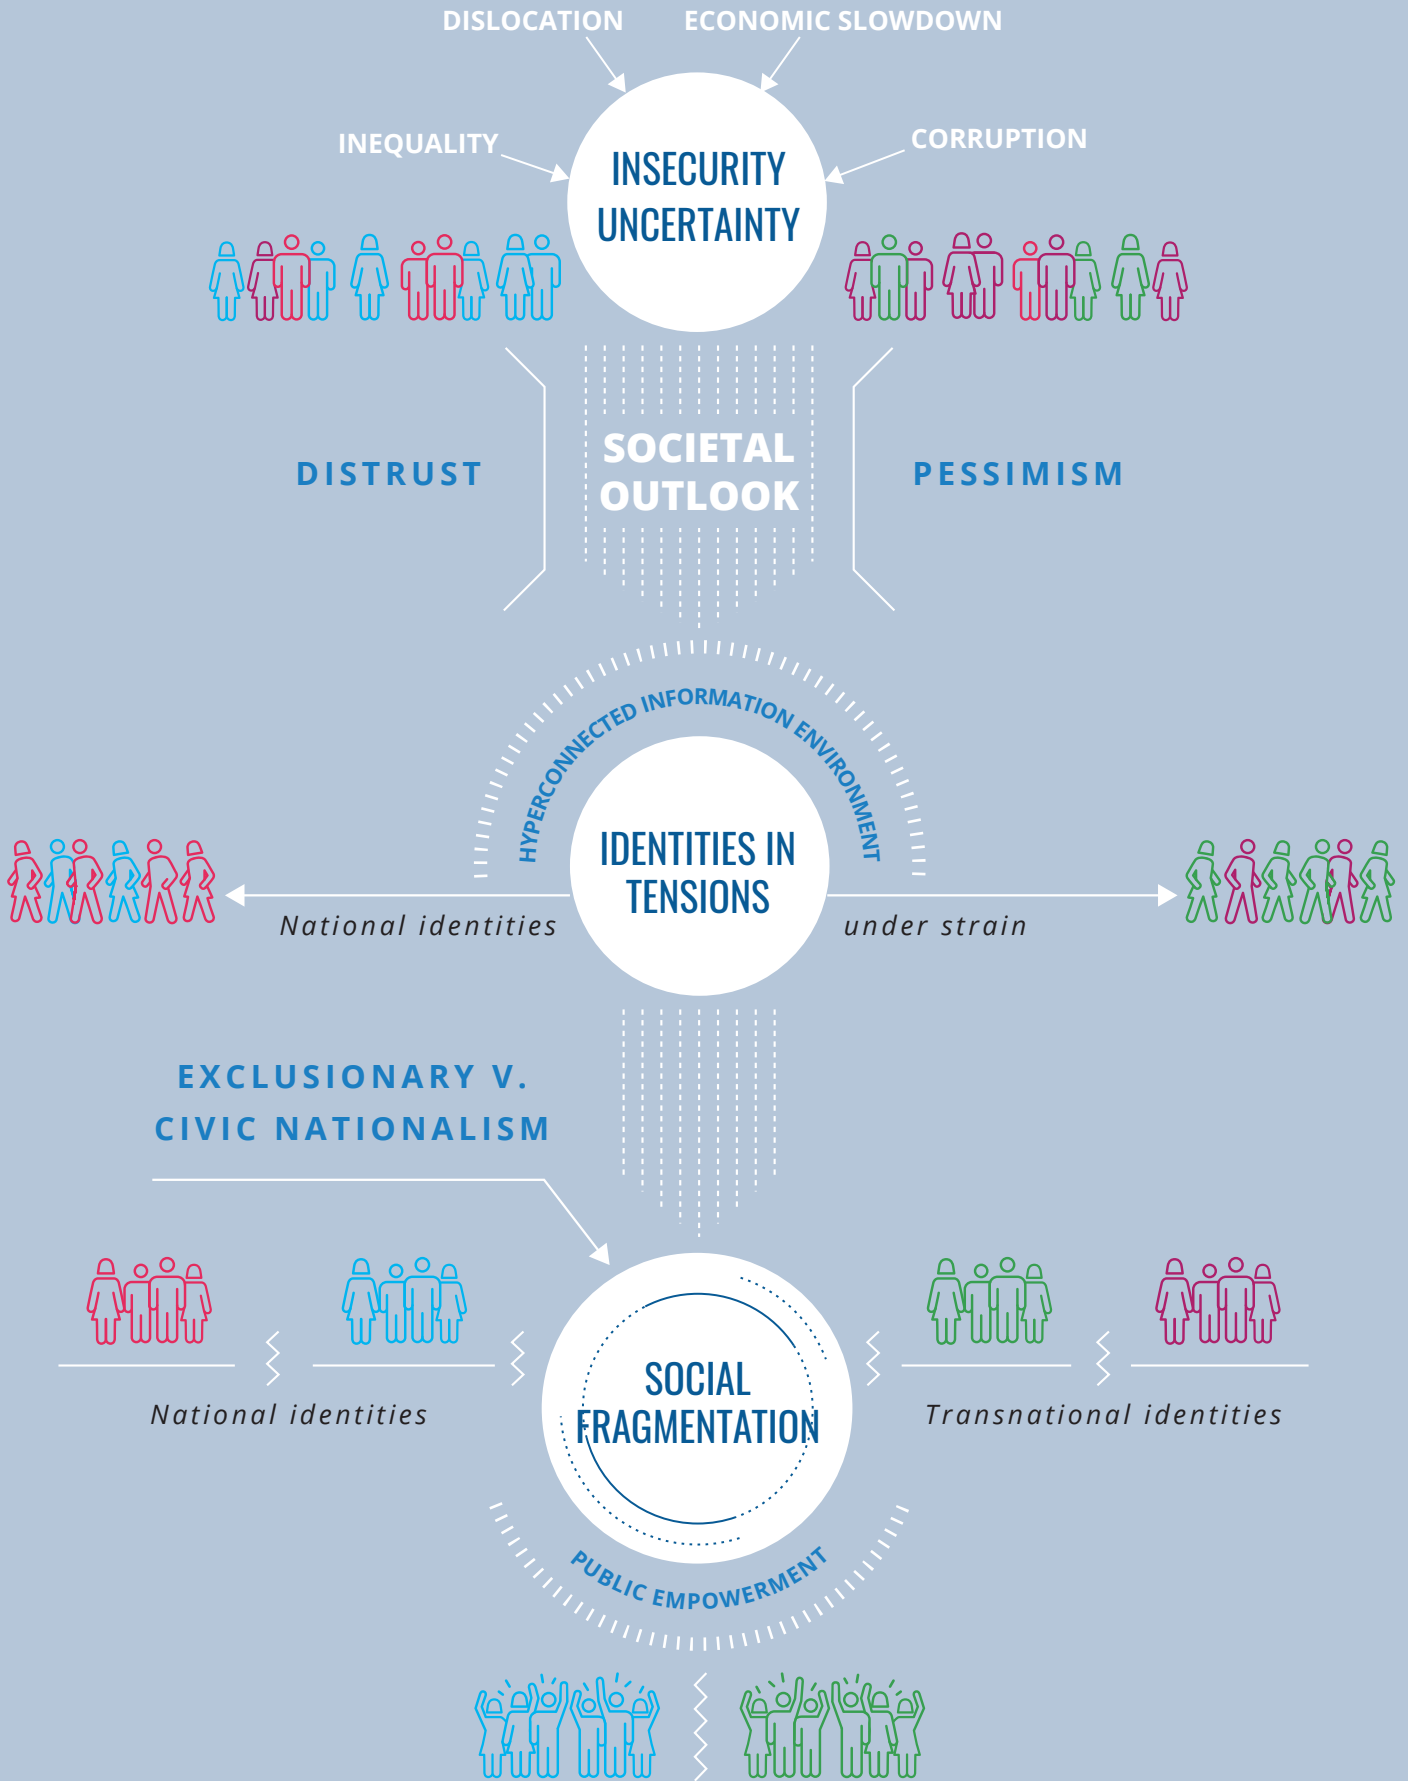 DISLOCATION
ECONOMIC SLOWDOWN
INEQUALITY
CORRUPTION
INSECURITY
UNCERTAINTY
DISTRUST
SOCIETAL
OUTLOOK
PESSIMISM
HYPERCONNECTED INFORMATION ENVIRONMENT
IDENTITIES IN
TENSIONS
National identities
under strain
EXCLUSIONARY V.
CIVIC NATIONALISM
SOCIAL
FRAGMENTATION
National identities
Transnational identities
PUBLIC EMPOWERMENT